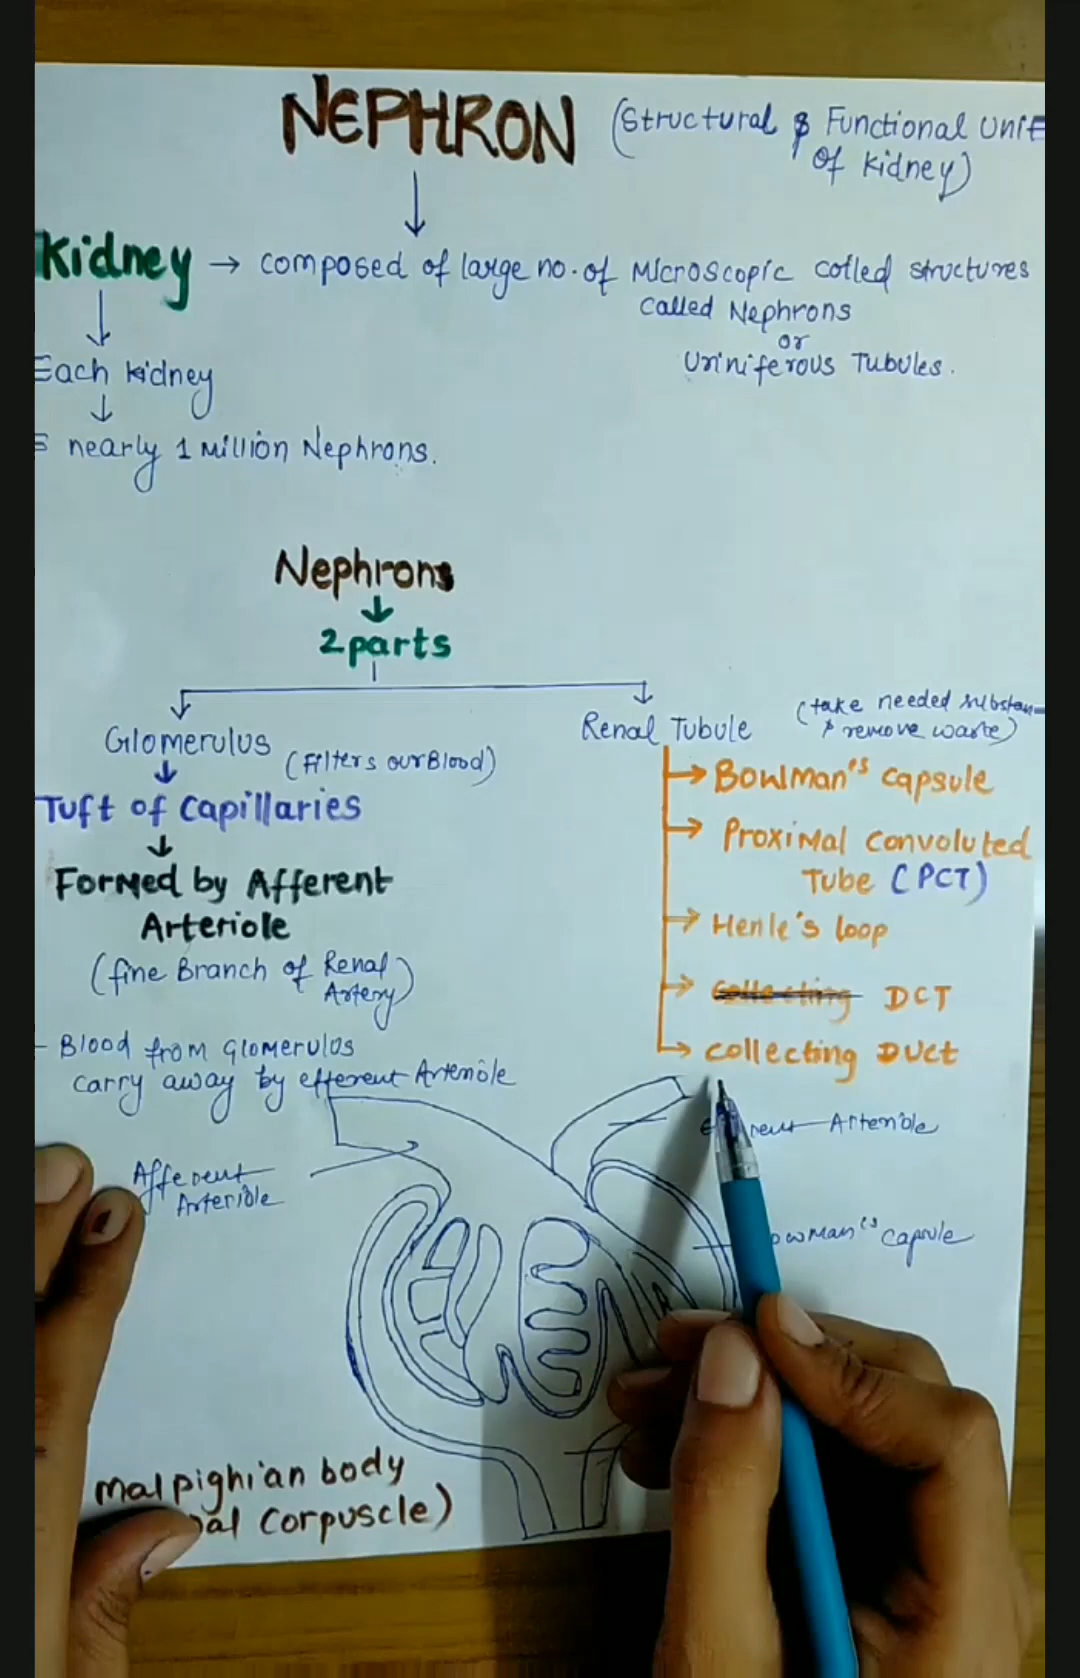 NEPHRON (Structural & Functional Unit
of Kidney)
Kidney → composed of large no. of Microscopic coiled structures
called Nephrons
or
Uriniferous Tubules.
Each kidney
nearly 1 Million Nephrons.
Nephrons
2 parts
Glomerulus (Filters our Blood)
Renal Tubule (take needed substan
& remove waste)
Tuft of capillaries
Formed by Afferent
Arteriole
(fine Branch of Renal
Artery)
- Blood from Glomerulus
carry away by efferent Arteriole
→ Bowman's capsule
→ Proximal convoluted
Tube (PCT)
→ Henle's loop
→ Collecting DCT
→ collecting Duct
Afferent
Arteriole
Arteriole
capsule
Malpighian body
Corpuscle)